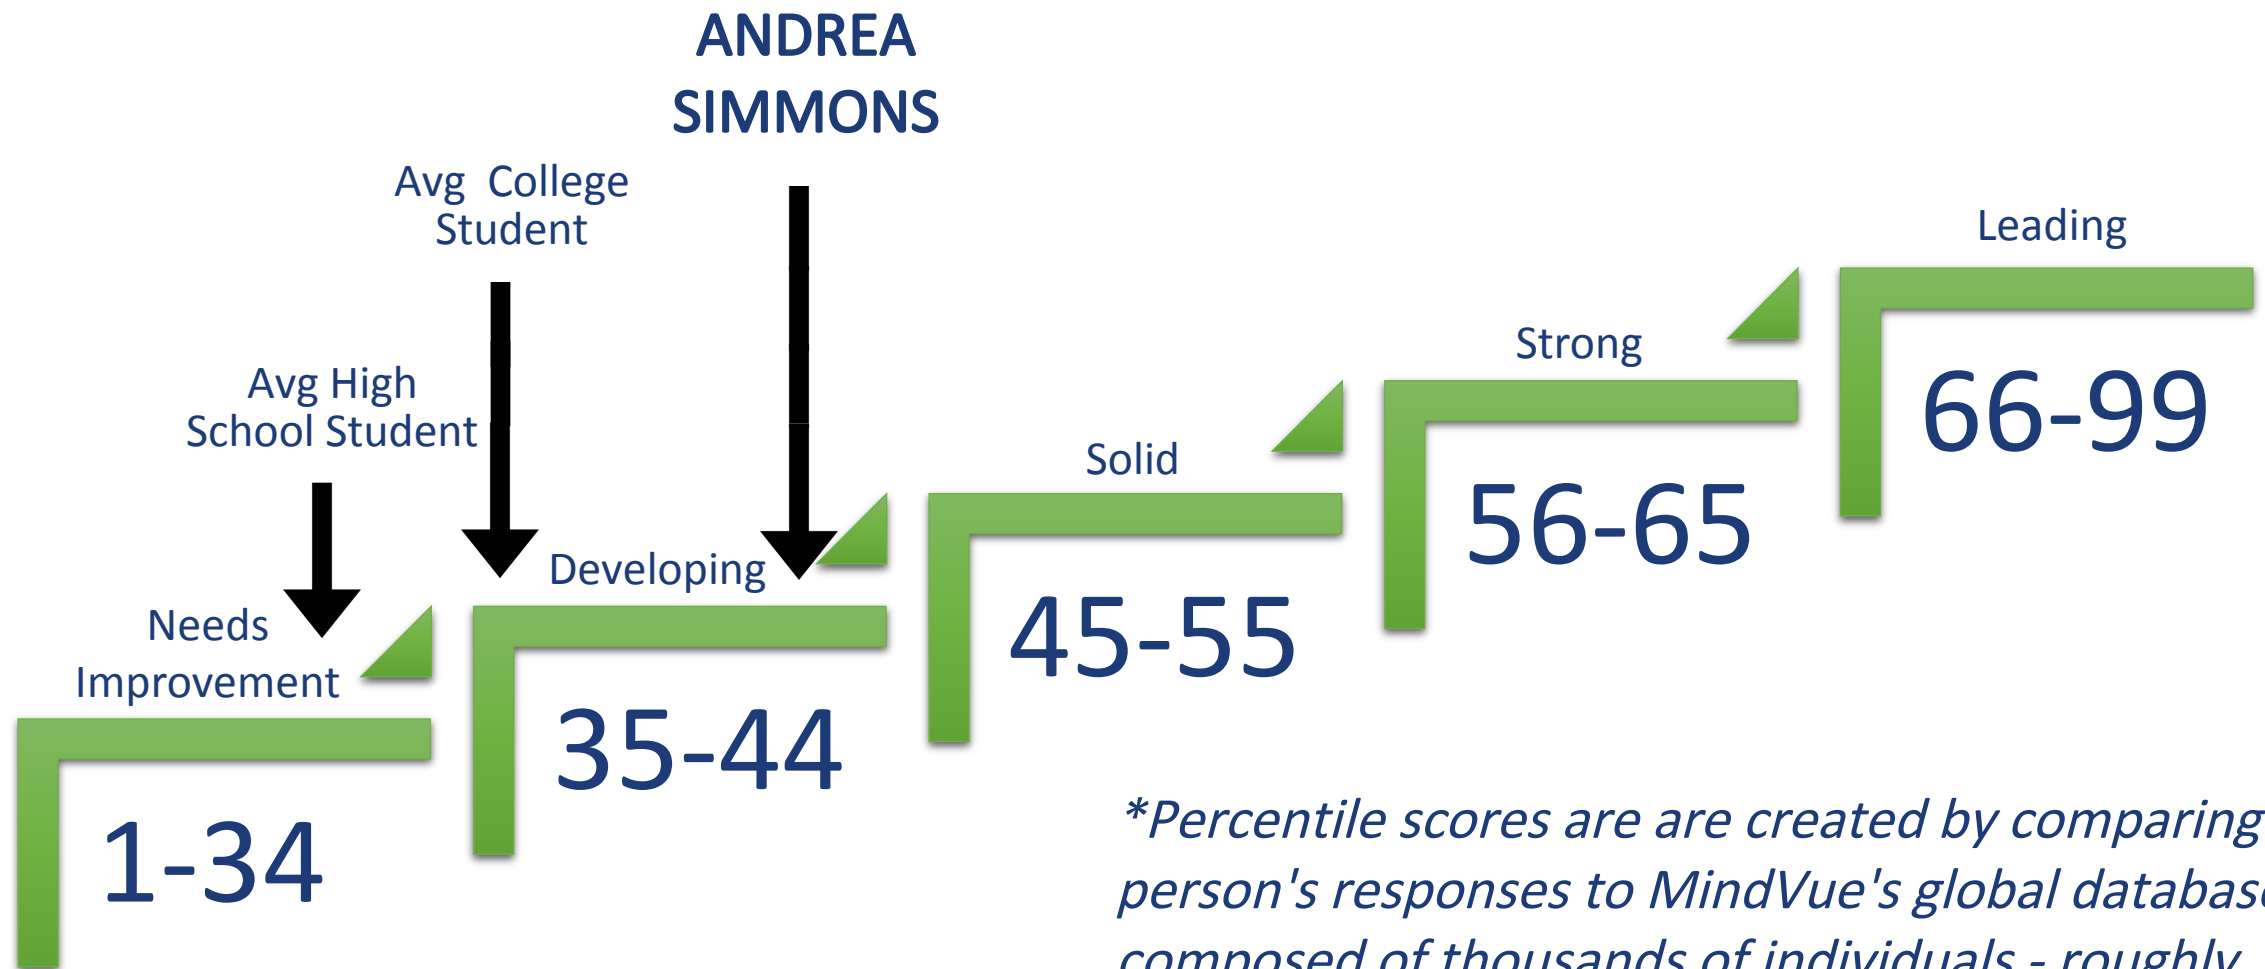 ANDREA
SIMMONS
Avg College
Student
Avg High
School Student
Needs
Improvement
1-34
Developing
35-44
Solid
45-55
Strong
56-65
Leading
66-99
*Percentile scores are are created by comparing
person's responses to MindVue's global database
composed of thousands of individuals - roughly